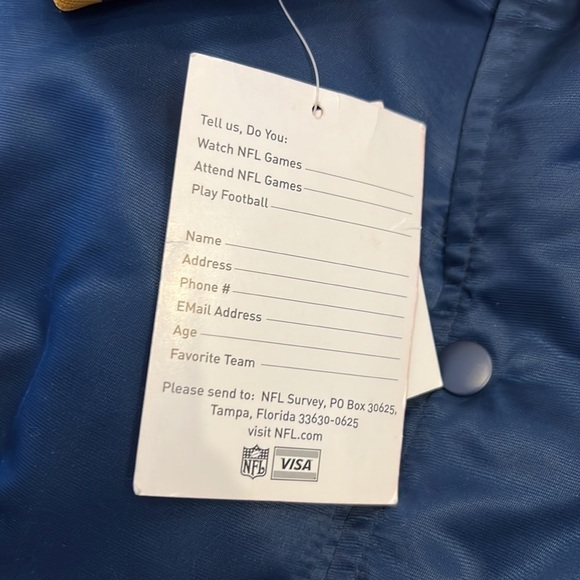 Tell us, Do You:
Watch NFL Games
Attend NFL Games
Play Football
Name
Address
Phone #
EMail Address
Age
Favorite Team
Please send to: NFL Survey, PO Box 30625,
Tampa, Florida 33630-0625
visit NFL.com
NFL VISA